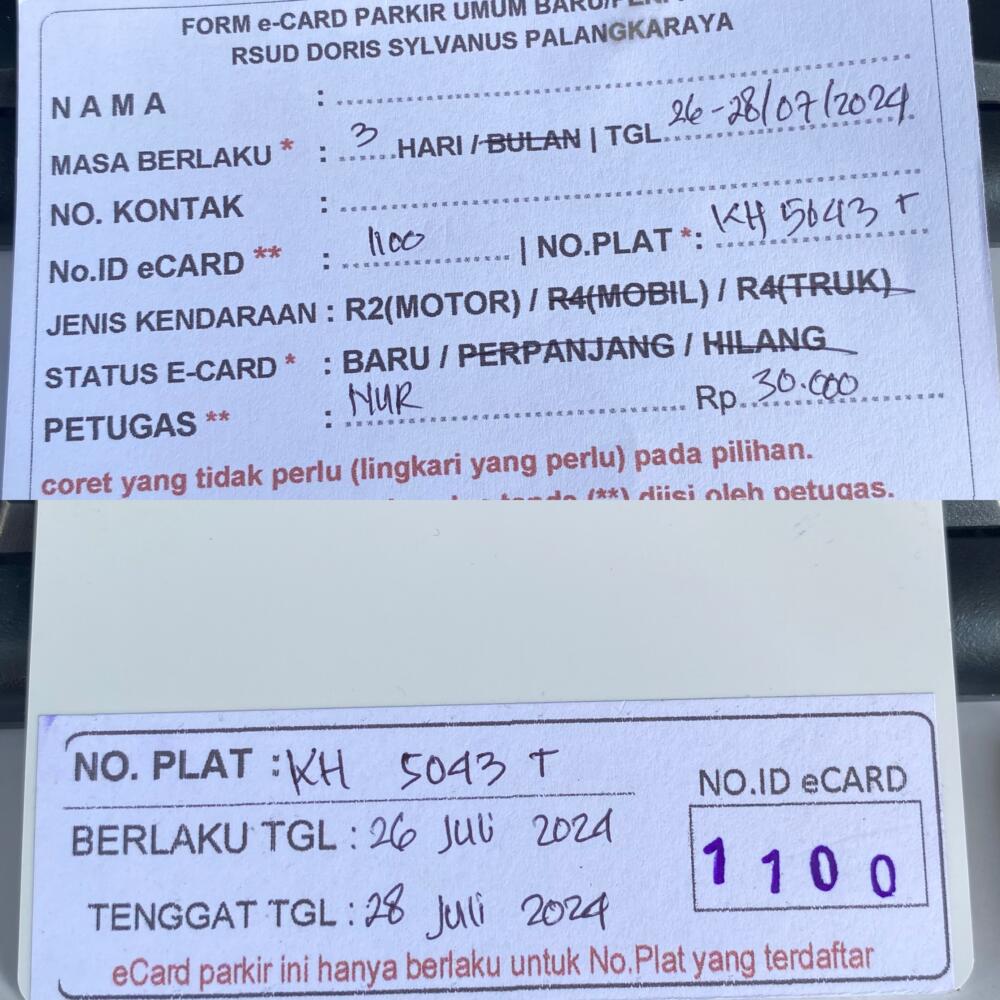 FORM e-CARD PARKIR UMUM BARU/
RSUD DORIS SYLVANUS PALANGKARAYA
NAMA :
MASA BERLAKU * : 3 HARI / BULAN | TGL 26-28/07/2024
NO. KONTAK :
No.ID eCARD ** : 1100 | NO.PLAT *: KH 5043 T
JENIS KENDARAAN : R2(MOTOR) / R4(MOBIL) / R4(TRUK)
STATUS E-CARD * : BARU / PERPANJANG / HILANG
PETUGAS ** : NUR Rp. 30.000
coret yang tidak perlu (lingkari yang perlu) pada pilihan.
tanda (**) diisi oleh petugas.
NO. PLAT : KH 5043 T
NO.ID eCARD
BERLAKU TGL : 26 Juli 2024
1100
TENGGAT TGL : 28 Juli 2024
eCard parkir ini hanya berlaku untuk No.Plat yang terdaftar